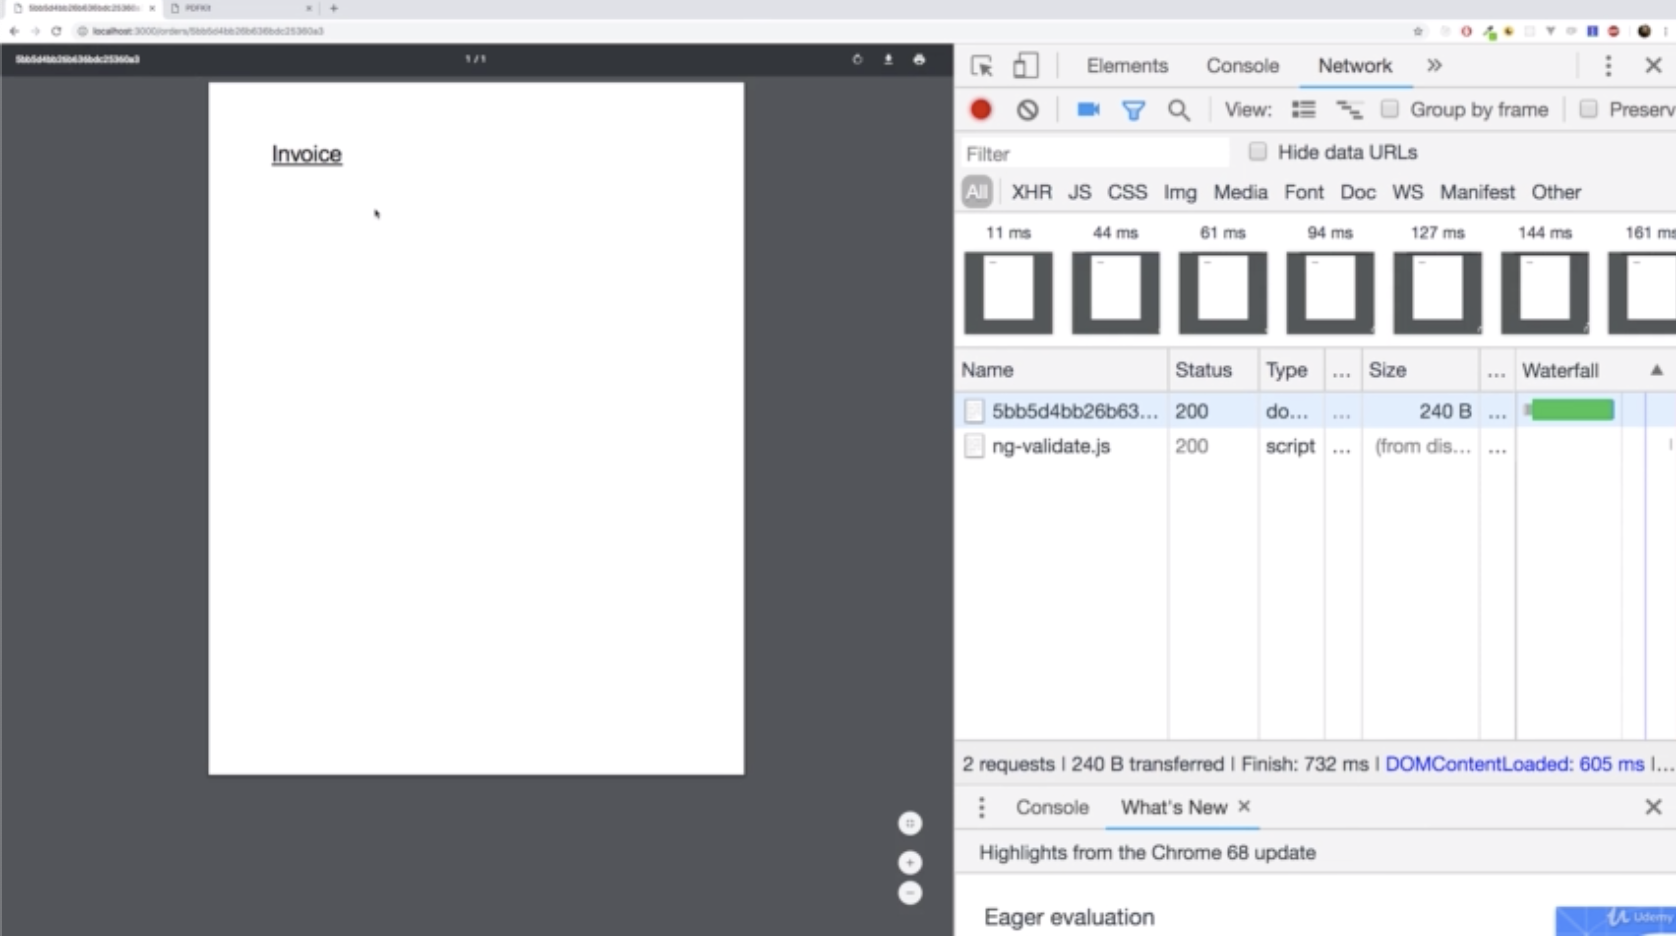 5bb5d4bb26b636bdc25360a
PDFKit
localhost:3000/orders/5bb5d4bb26b636bdc25360a3
5bb5d4bb26b636bdc25360a3
1 / 1
Invoice
Elements Console Network
View: Group by frame Preserv
Filter Hide data URLs
All XHR JS CSS Img Media Font Doc WS Manifest Other
11 ms 44 ms 61 ms 94 ms 127 ms 144 ms 161 ms
Name Status Type ... Size ... Waterfall
5bb5d4bb26b63... 200 do... ... 240 B ...
ng-validate.js 200 script ... (from dis... ...
2 requests | 240 B transferred | Finish: 732 ms | DOMContentLoaded: 605 ms |...
Console What's New
Highlights from the Chrome 68 update
Eager evaluation
Udemy